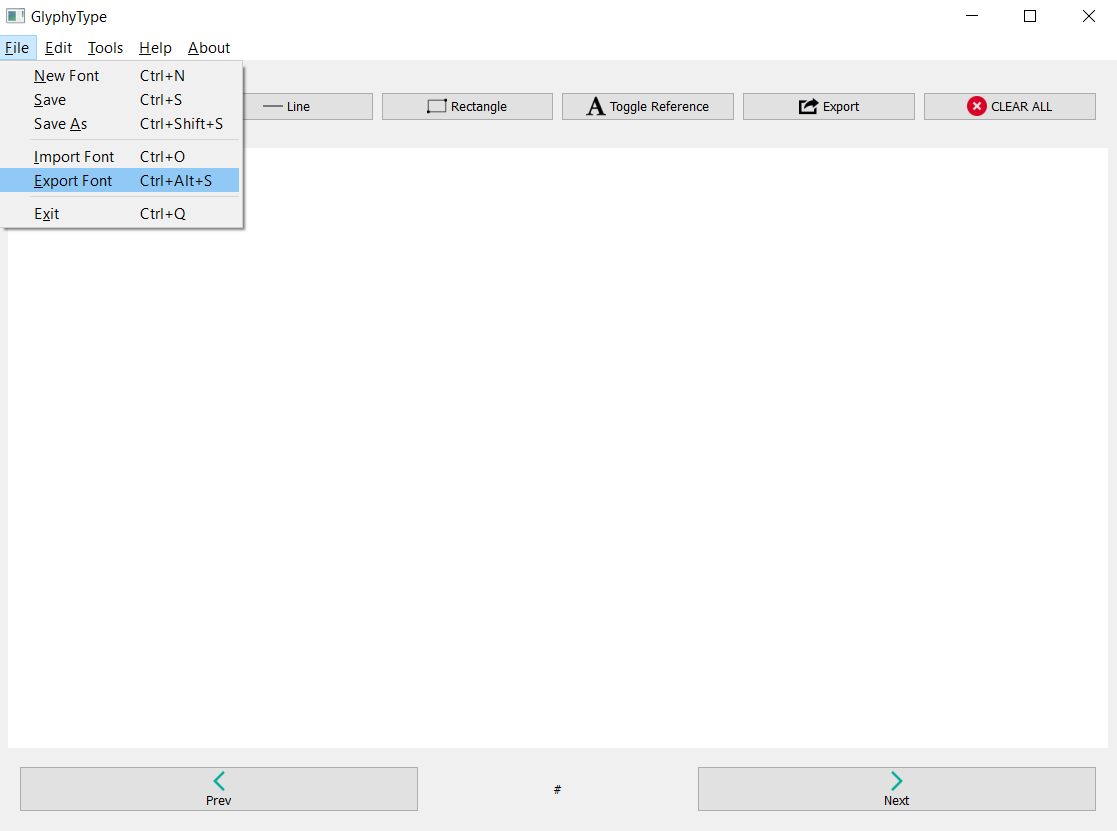 GlyphyType
File Edit Tools Help About
New Font Ctrl+N
Save Ctrl+S
Save As Ctrl+Shift+S
Import Font Ctrl+O
Export Font Ctrl+Alt+S
Exit Ctrl+Q
Line Rectangle A Toggle Reference Export CLEAR ALL
Prev # Next